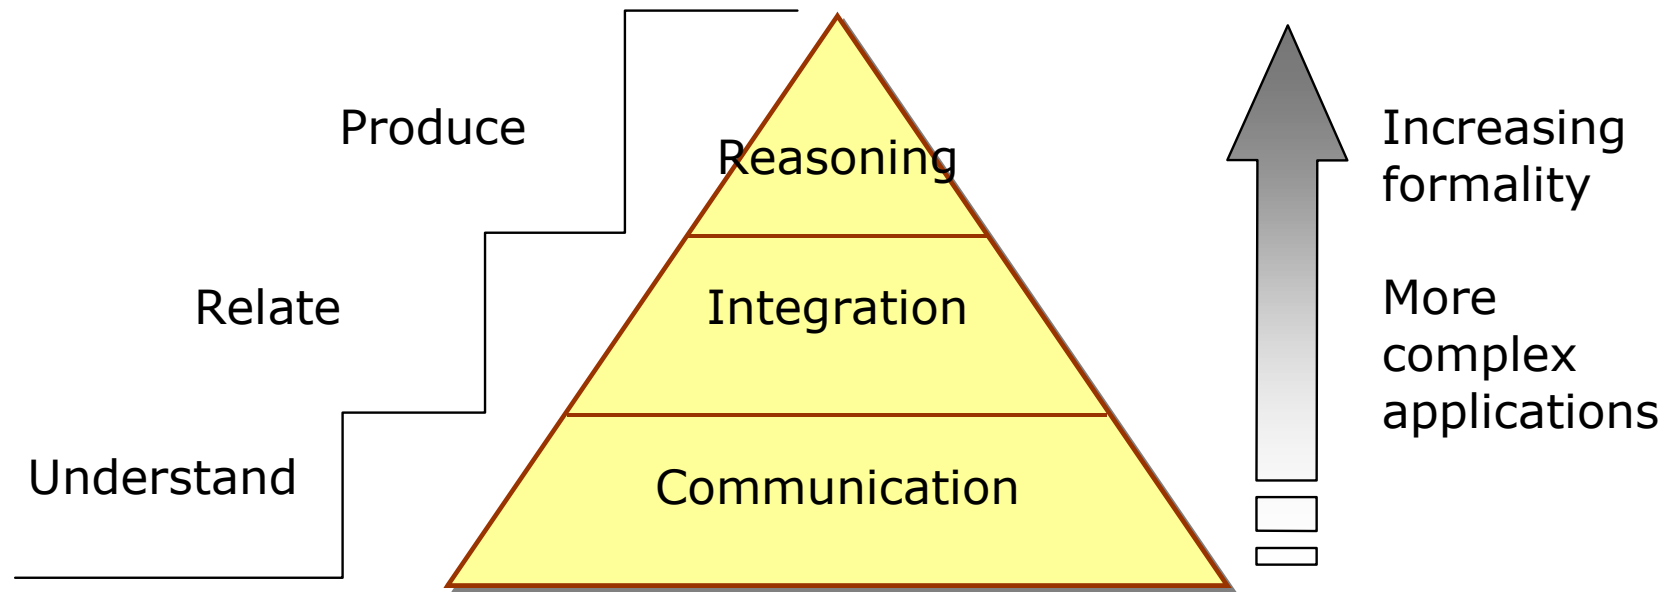 Produce
Reasoning
Increasing
formality
Relate
Integration
More
complex
applications
Understand
Communication